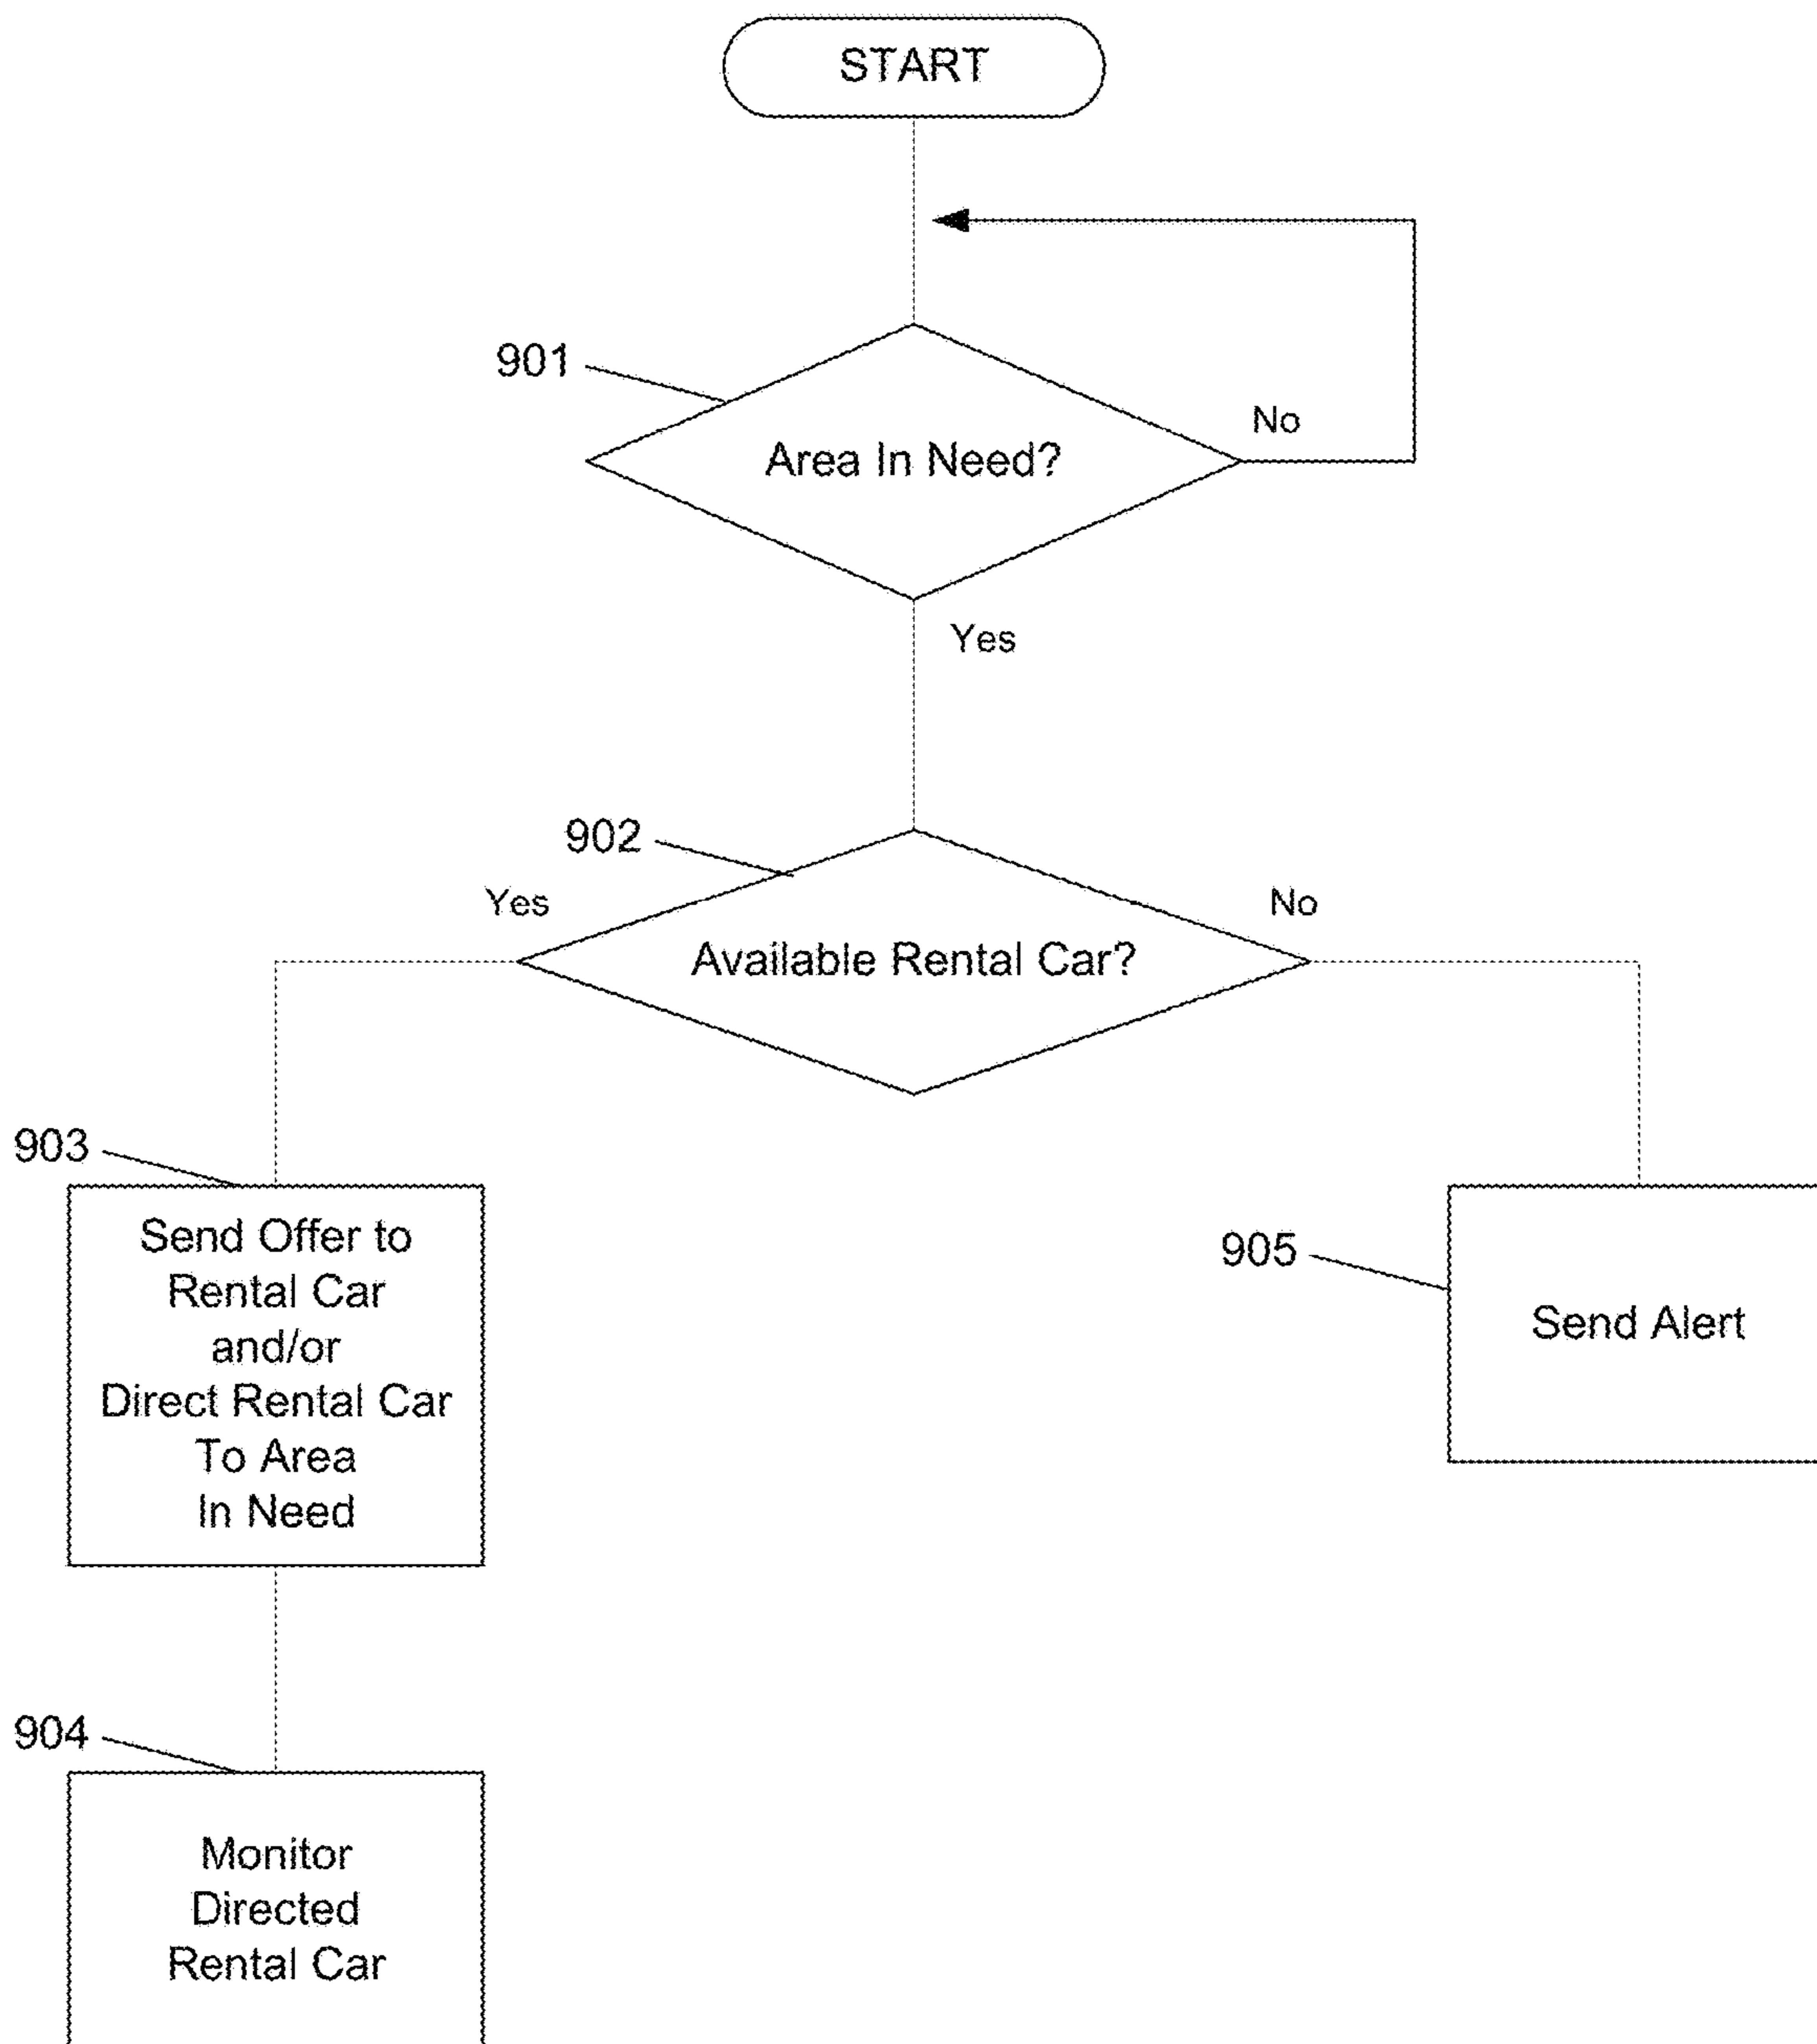 START
901
Area In Need?
No
Yes
902
Yes
No
Available Rental Car?
903
Send Offer to
Rental Car
and/or
Direct Rental Car
To Area
In Need
905
Send Alert
904
Monitor
Directed
Rental Car